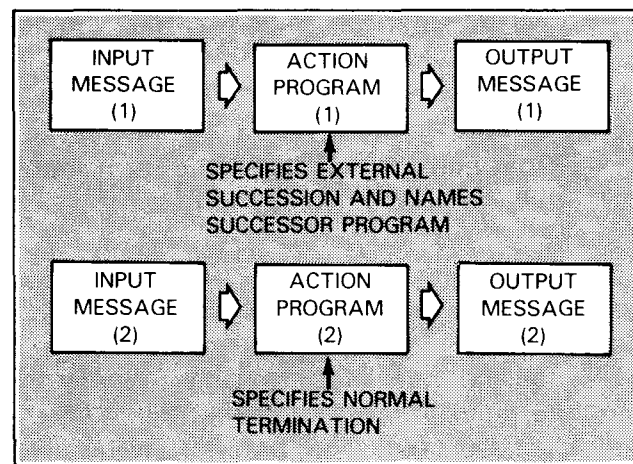 INPUT
MESSAGE
(1)
ACTION
PROGRAM
(1)
OUTPUT
MESSAGE
(1)
SPECIFIES EXTERNAL
SUCCESSION AND NAMES
SUCCESSOR PROGRAM
INPUT
MESSAGE
(2)
ACTION
PROGRAM
(2)
OUTPUT
MESSAGE
(2)
SPECIFIES NORMAL
TERMINATION